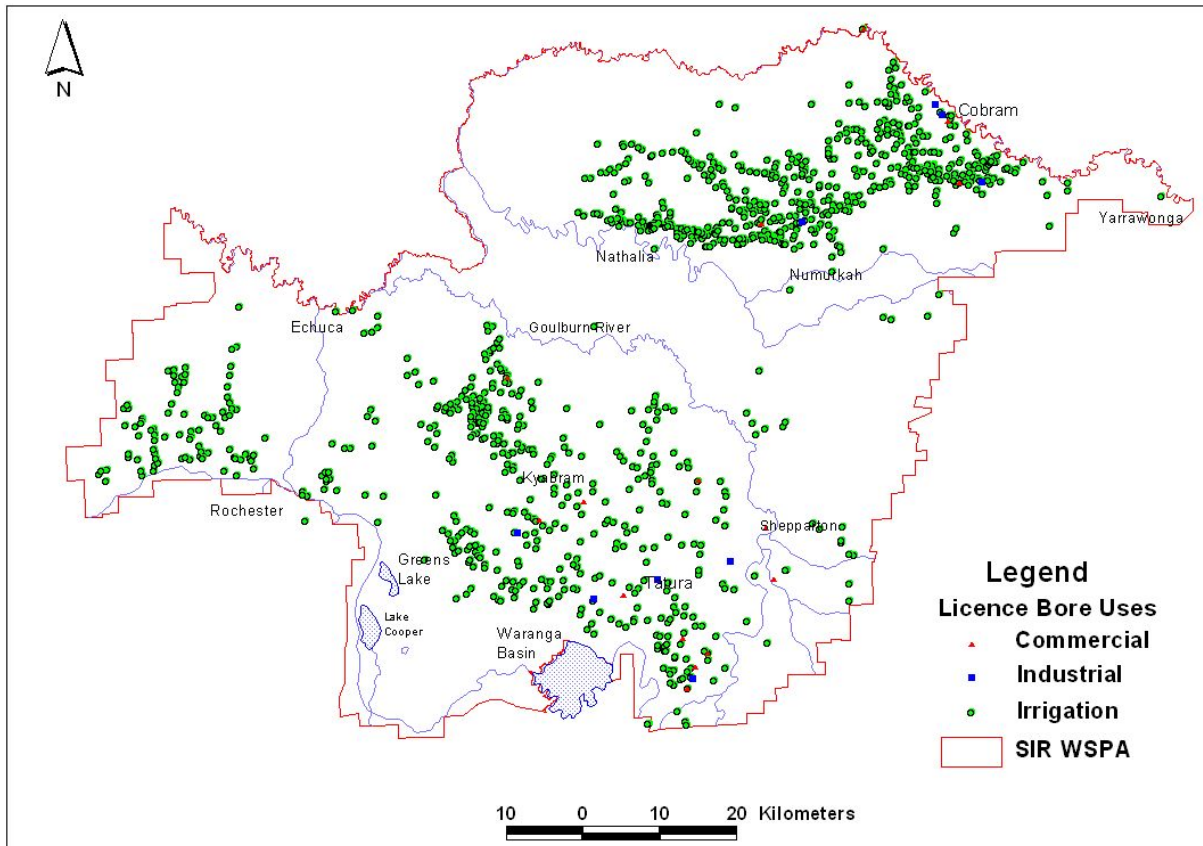 N
Cobram
Yarrawonga
Nathalia
Numurkah
Echuca
Goulburn River
Kyabram
Rochester
Shepparton
Greens
Lake
Tatura
Lake
Cooper
Waranga
Basin
Legend
Licence Bore Uses
Commercial
Industrial
Irrigation
SIR WSPA
10 0 10 20 Kilometers